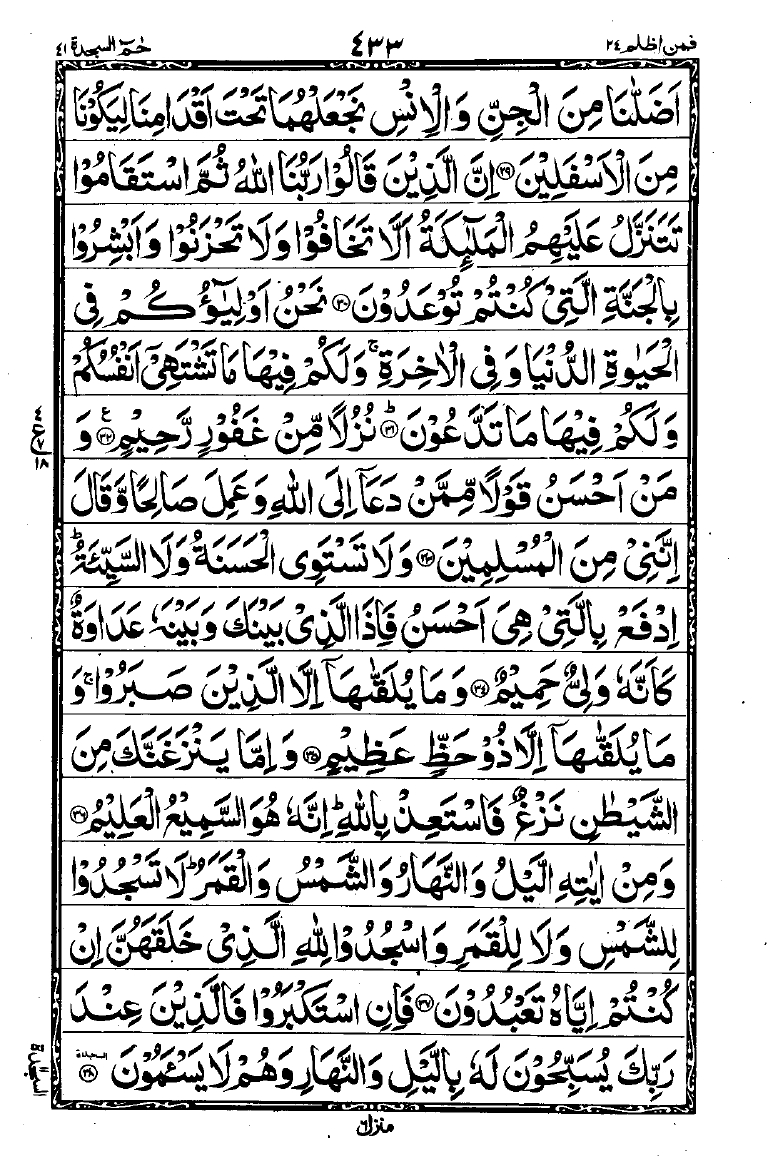 فمن اظلم ٢٤ ٤٣٣ حٰمٓ السجدة ٤١
اَضَلّٰنَا مِنَ الْجِنِّ وَالْاِنْسِ نَجْعَلْهُمَا تَحْتَ اَقْدَامِنَا لِيَكُوْنَا
مِنَ الْاَسْفَلِيْنَ ﴿٢٩﴾ اِنَّ الَّذِيْنَ قَالُوْا رَبُّنَا اللّٰهُ ثُمَّ اسْتَقَامُوْا
تَتَنَزَّلُ عَلَيْهِمُ الْمَلٰٓئِكَةُ اَلَّا تَخَافُوْا وَلَا تَحْزَنُوْا وَاَبْشِرُوْا
بِالْجَنَّةِ الَّتِيْ كُنْتُمْ تُوْعَدُوْنَ ﴿٣٠﴾ نَحْنُ اَوْلِيٰٓؤُكُمْ فِي
الْحَيٰوةِ الدُّنْيَا وَفِي الْاٰخِرَةِ ۚ وَلَكُمْ فِيْهَا مَا تَشْتَهِيْٓ اَنْفُسُكُمْ
وَلَكُمْ فِيْهَا مَا تَدَّعُوْنَ ﴿٣١﴾ ؕ نُزُلًا مِّنْ غَفُوْرٍ رَّحِيْمٍ ﴿٣٢﴾ ع وَ
مَنْ اَحْسَنُ قَوْلًا مِّمَّنْ دَعَآ اِلَى اللّٰهِ وَعَمِلَ صَالِحًا وَّقَالَ
اِنَّنِيْ مِنَ الْمُسْلِمِيْنَ ﴿٣٣﴾ وَلَا تَسْتَوِي الْحَسَنَةُ وَلَا السَّيِّئَةُ ؕ
اِدْفَعْ بِالَّتِيْ هِيَ اَحْسَنُ فَاِذَا الَّذِيْ بَيْنَكَ وَبَيْنَهٗ عَدَاوَةٌ
كَاَنَّهٗ وَلِيٌّ حَمِيْمٌ ﴿٣٤﴾ وَمَا يُلَقّٰىهَآ اِلَّا الَّذِيْنَ صَبَرُوْا ۚ وَ
مَا يُلَقّٰىهَآ اِلَّا ذُوْ حَظٍّ عَظِيْمٍ ﴿٣٥﴾ وَاِمَّا يَنْزَغَنَّكَ مِنَ
الشَّيْطٰنِ نَزْغٌ فَاسْتَعِذْ بِاللّٰهِ ؕ اِنَّهٗ هُوَ السَّمِيْعُ الْعَلِيْمُ ﴿٣٦﴾
وَمِنْ اٰيٰتِهِ الَّيْلُ وَالنَّهَارُ وَالشَّمْسُ وَالْقَمَرُ ؕ لَا تَسْجُدُوْا
لِلشَّمْسِ وَلَا لِلْقَمَرِ وَاسْجُدُوْا لِلّٰهِ الَّذِيْ خَلَقَهُنَّ اِنْ
كُنْتُمْ اِيَّاهُ تَعْبُدُوْنَ ﴿٣٧﴾ فَاِنِ اسْتَكْبَرُوْا فَالَّذِيْنَ عِنْدَ
رَبِّكَ يُسَبِّحُوْنَ لَهٗ بِالَّيْلِ وَالنَّهَارِ وَهُمْ لَا يَسْـَٔمُوْنَ ﴿٣٨﴾ السجدة
السجدة
منزل ٦